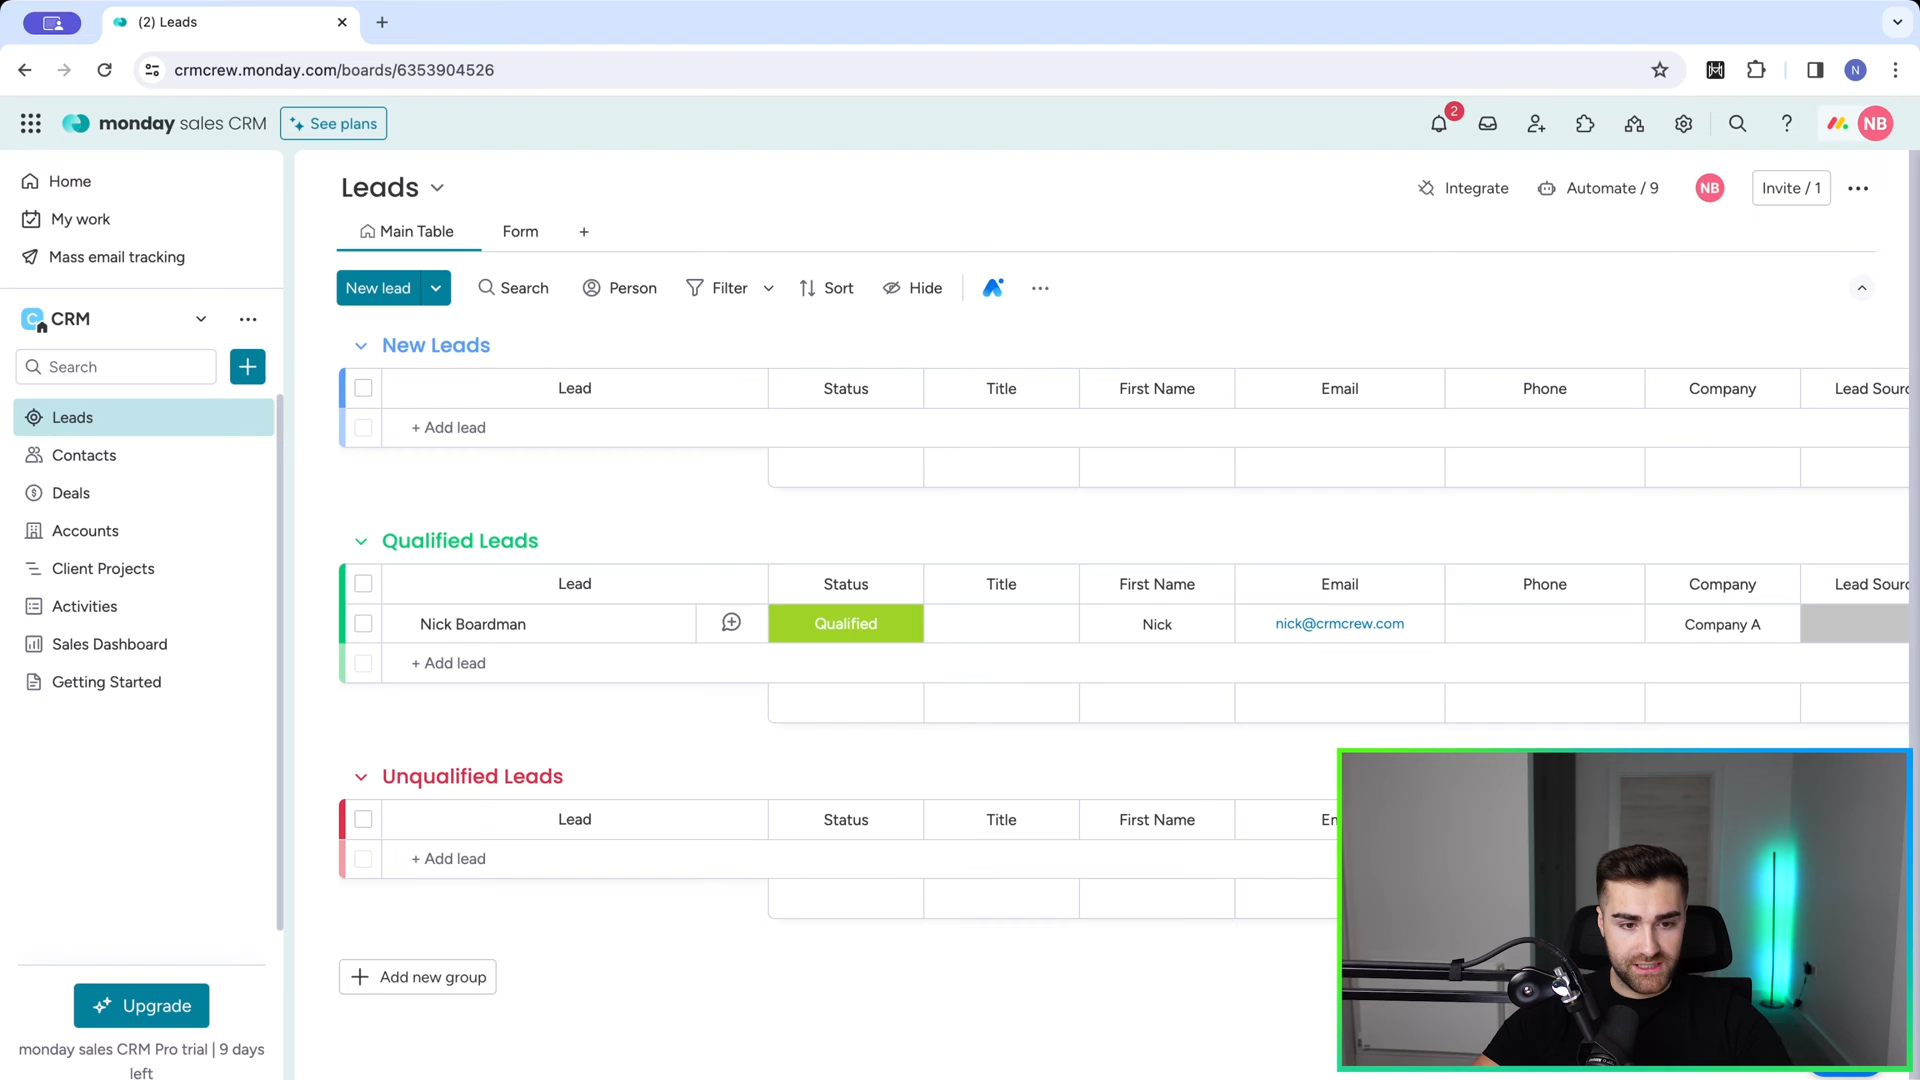 (2) Leads
crmcrew.monday.com/boards/6353904526
N
monday sales CRM
See plans
2
NB
Home
My work
Mass email tracking
CRM
Search
Leads
Contacts
Deals
Accounts
Client Projects
Activities
Sales Dashboard
Getting Started
Upgrade
monday sales CRM Pro trial | 9 days
left
Leads
Integrate
Automate / 9
NB
Invite / 1
Main Table
Form
New lead
Search
Person
Filter
Sort
Hide
New Leads
Lead Status Title First Name Email Phone Company Lead Sourc
+ Add lead
Qualified Leads
Lead Status Title First Name Email Phone Company Lead Sourc
Nick Boardman Qualified Nick nick@crmcrew.com Company A
+ Add lead
Unqualified Leads
Lead Status Title First Name Em
+ Add lead
Add new group